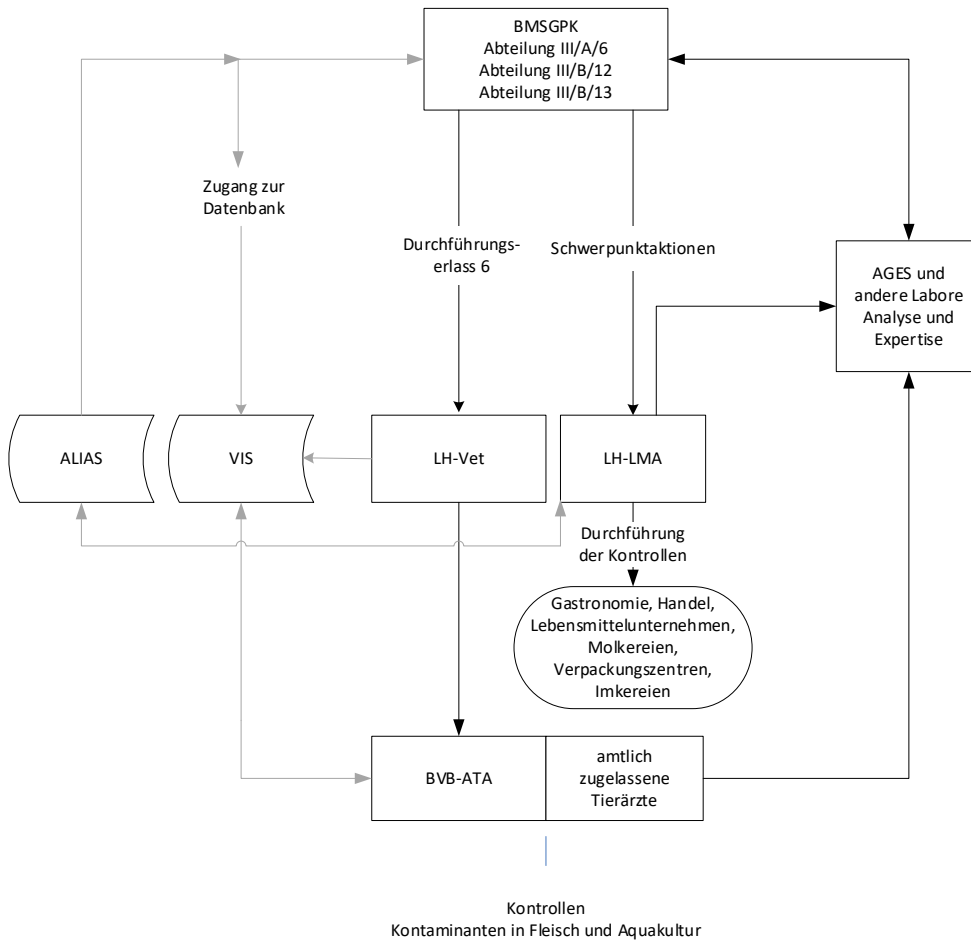 BMSGPK
Abteilung III/A/6
Abteilung III/B/12
Abteilung III/B/13
Zugang zur
Datenbank
Durchführungs-
erlass 6
Schwerpunktaktionen
AGES und
andere Labore
Analyse und
Expertise
ALIAS
VIS
LH-Vet
LH-LMA
Durchführung
der Kontrollen
Gastronomie, Handel,
Lebensmittelunternehmen,
Molkereien,
Verpackungszentren,
Imkereien
BVB-ATA
amtlich
zugelassene
Tierärzte
Kontrollen
Kontaminanten in Fleisch und Aquakultur